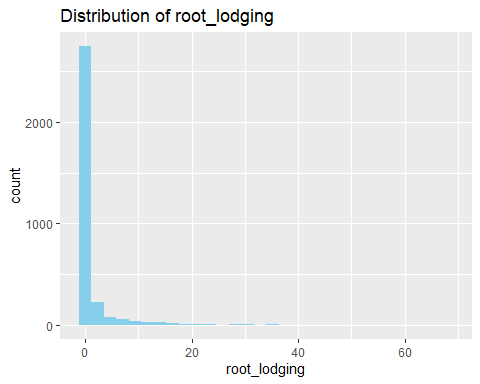 Distribution of root_lodging
count
2000
1000
0
0 20 40 60
root_lodging